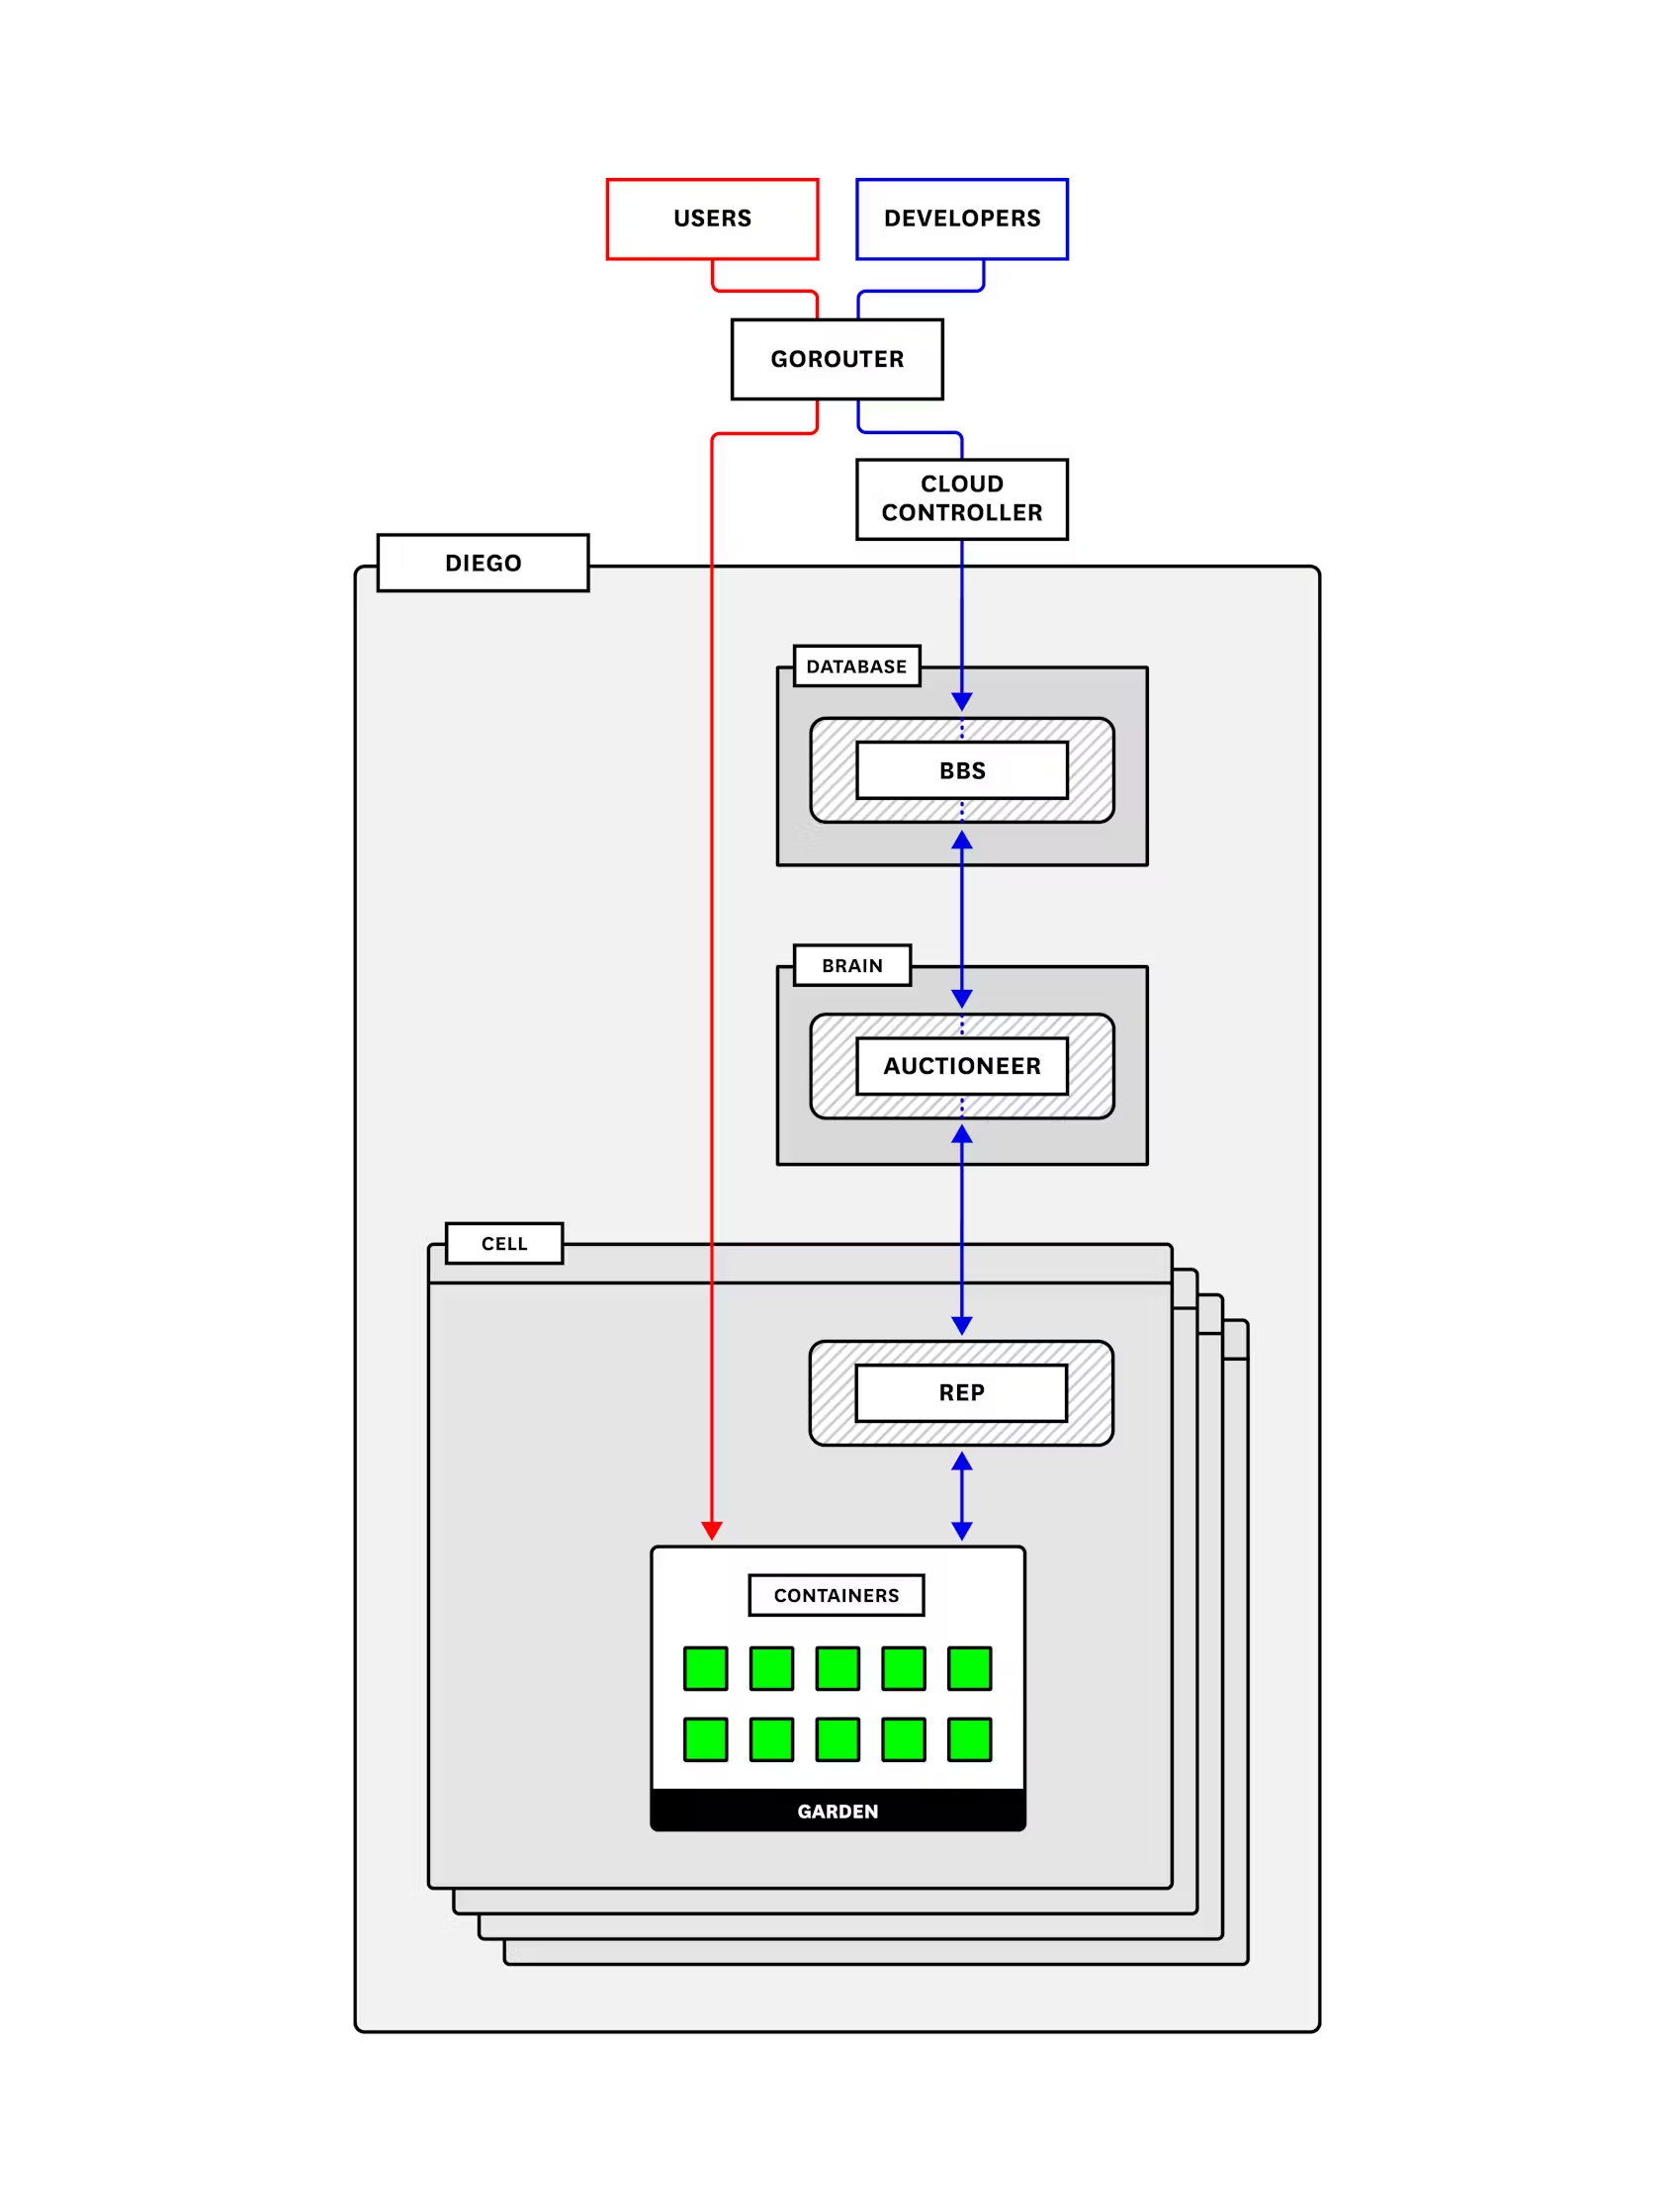 USERS
DEVELOPERS
GOROUTER
CLOUD
CONTROLLER
DIEGO
DATABASE
BBS
BRAIN
AUCTIONEER
CELL
REP
CONTAINERS
GARDEN